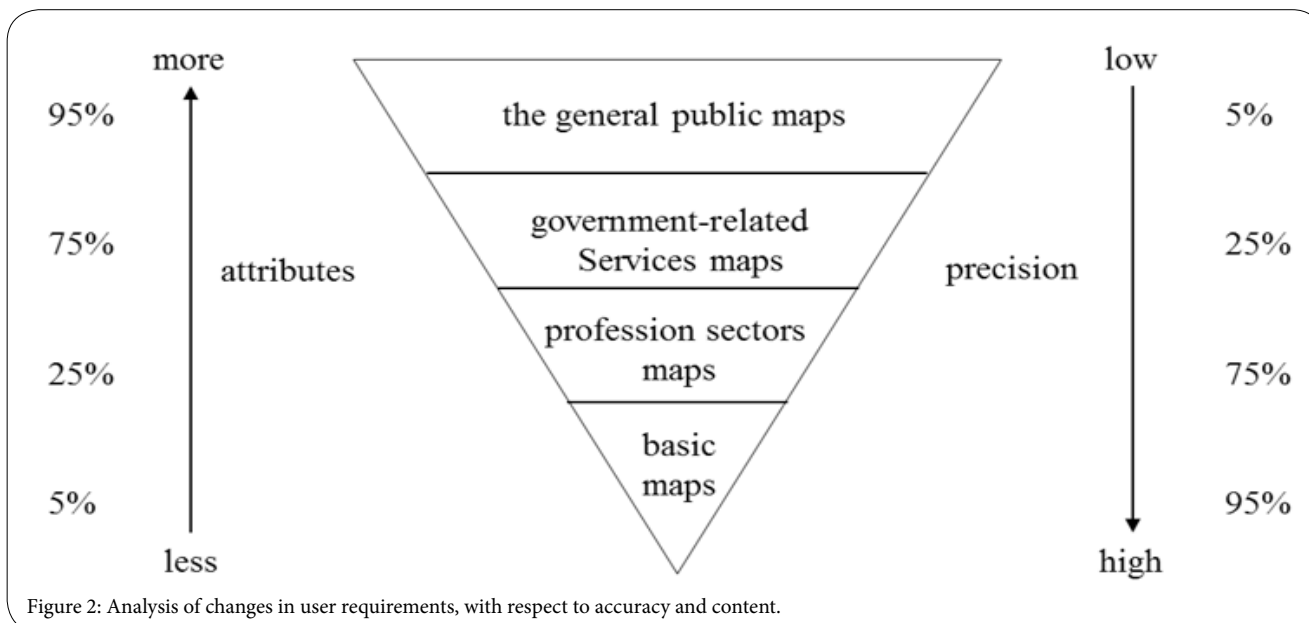 more
low
95%
the general public maps
5%
government-related
Services maps
75%
25%
attributes
precision
profession sectors
maps
25%
75%
basic
maps
5%
95%
less
high
Figure 2: Analysis of changes in user requirements, with respect to accuracy and content.